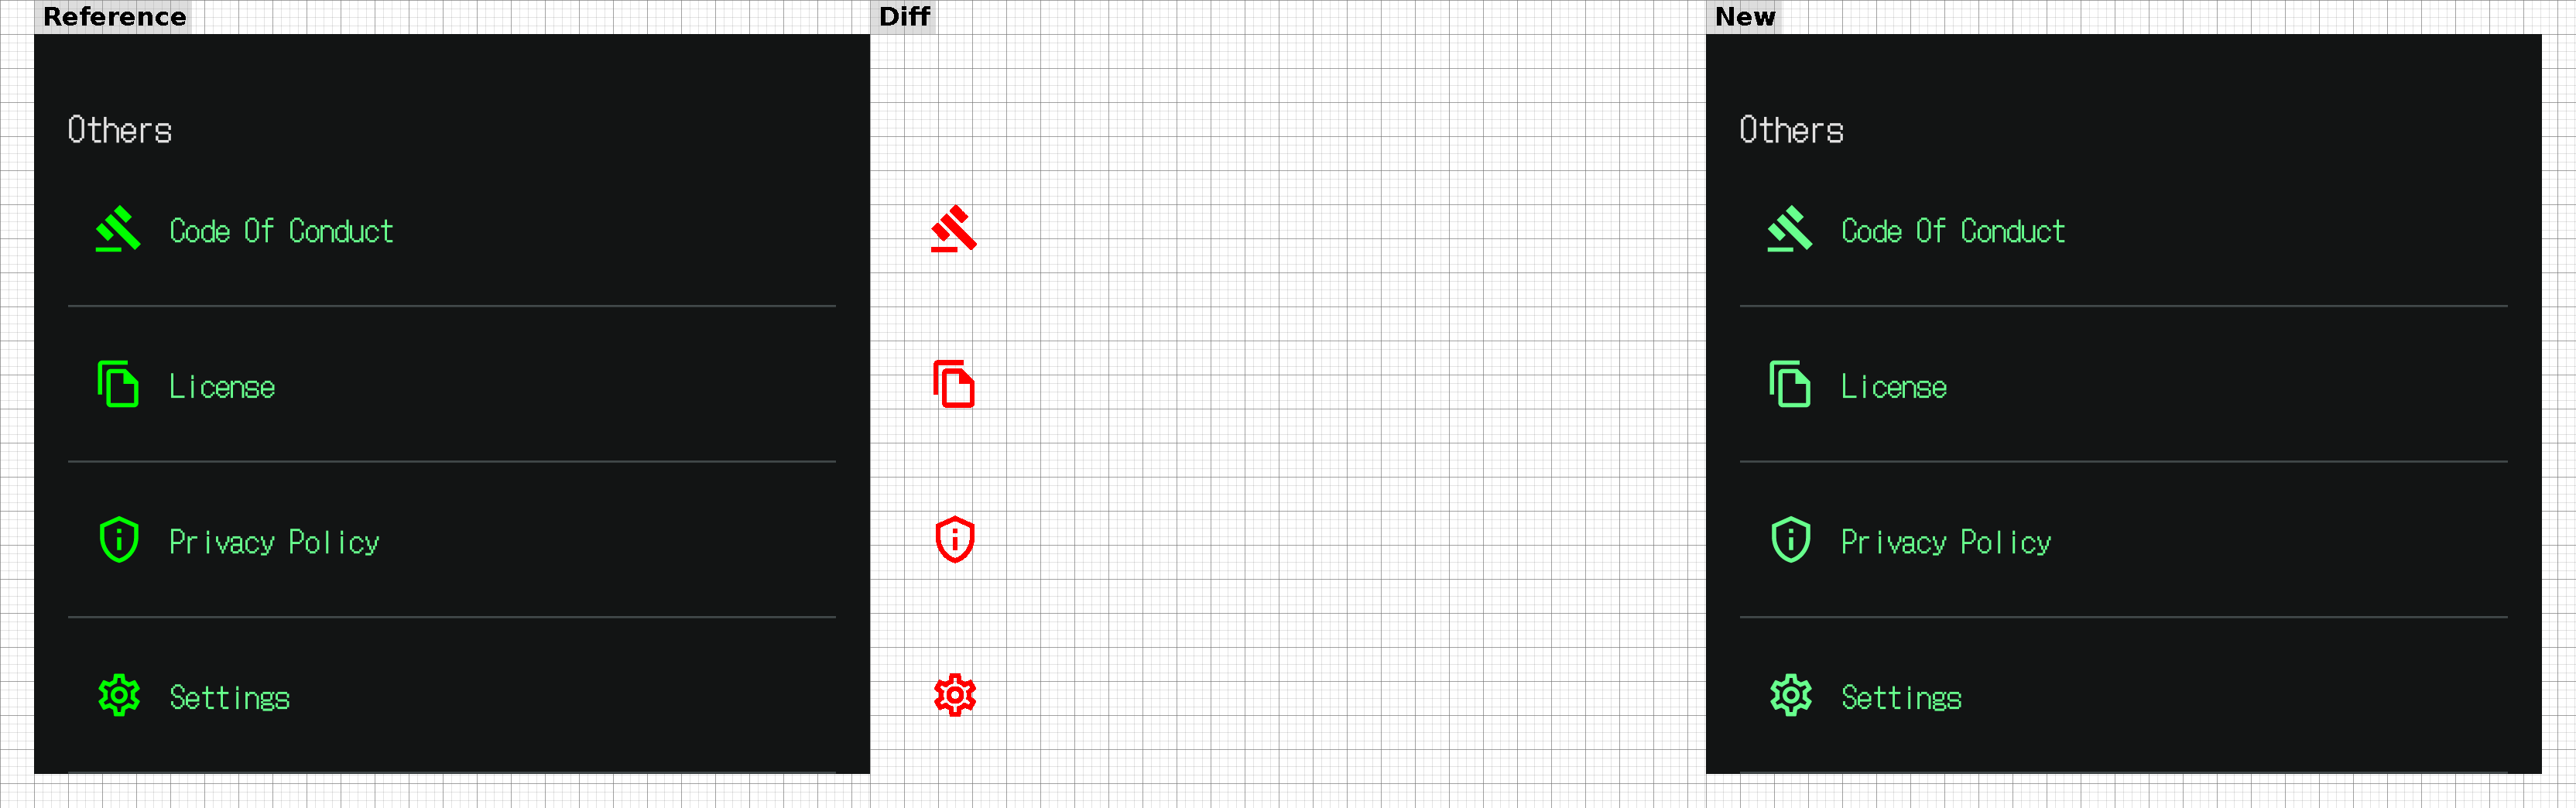 Reference
Diff
New
Others
Code Of Conduct
License
Privacy Policy
Settings
Others
Code Of Conduct
License
Privacy Policy
Settings